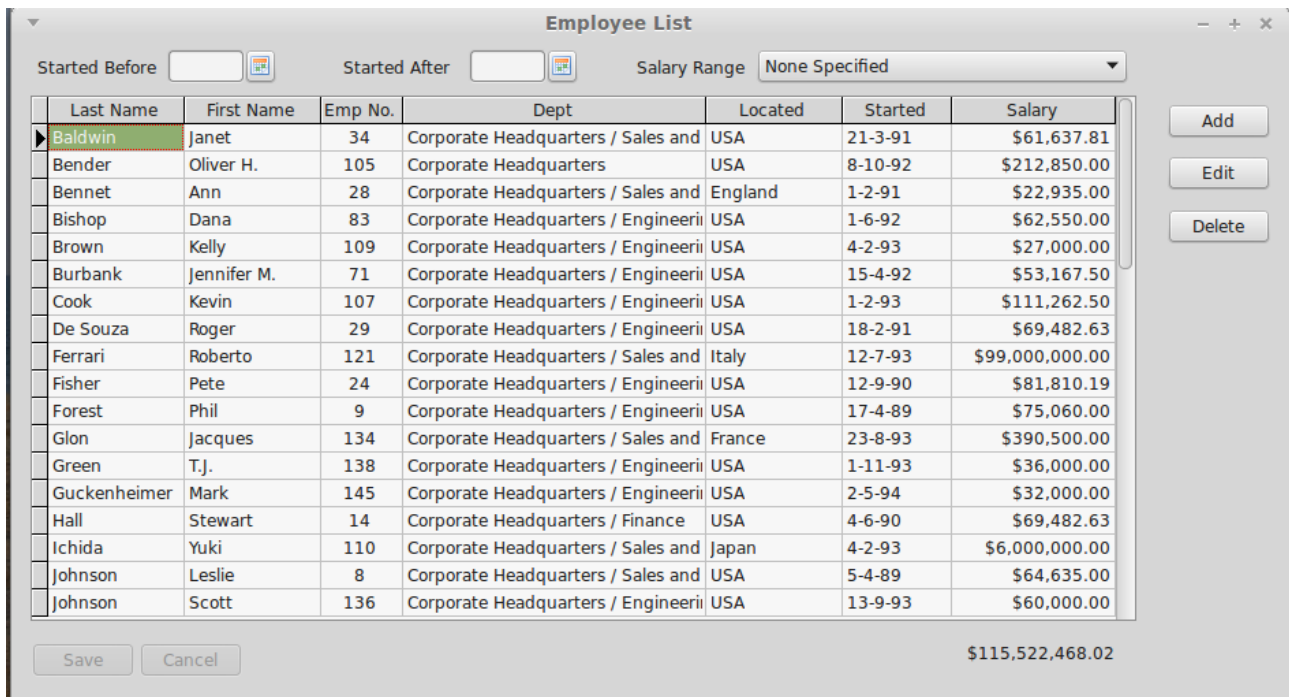 Employee List
Started Before Started After Salary Range None Specified
Last Name First Name Emp No. Dept Located Started Salary
Add
Baldwin Janet 34 Corporate Headquarters / Sales and USA 21-3-91 $61,637.81
Bender Oliver H. 105 Corporate Headquarters USA 8-10-92 $212,850.00
Edit
Bennet Ann 28 Corporate Headquarters / Sales and England 1-2-91 $22,935.00
Bishop Dana 83 Corporate Headquarters / Engineeri USA 1-6-92 $62,550.00
Delete
Brown Kelly 109 Corporate Headquarters / Engineeri USA 4-2-93 $27,000.00
Burbank Jennifer M. 71 Corporate Headquarters / Engineeri USA 15-4-92 $53,167.50
Cook Kevin 107 Corporate Headquarters / Engineeri USA 1-2-93 $111,262.50
De Souza Roger 29 Corporate Headquarters / Engineeri USA 18-2-91 $69,482.63
Ferrari Roberto 121 Corporate Headquarters / Sales and Italy 12-7-93 $99,000,000.00
Fisher Pete 24 Corporate Headquarters / Engineeri USA 12-9-90 $81,810.19
Forest Phil 9 Corporate Headquarters / Engineeri USA 17-4-89 $75,060.00
Glon Jacques 134 Corporate Headquarters / Sales and France 23-8-93 $390,500.00
Green T.J. 138 Corporate Headquarters / Engineeri USA 1-11-93 $36,000.00
Guckenheimer Mark 145 Corporate Headquarters / Engineeri USA 2-5-94 $32,000.00
Hall Stewart 14 Corporate Headquarters / Finance USA 4-6-90 $69,482.63
Ichida Yuki 110 Corporate Headquarters / Sales and Japan 4-2-93 $6,000,000.00
Johnson Leslie 8 Corporate Headquarters / Sales and USA 5-4-89 $64,635.00
Johnson Scott 136 Corporate Headquarters / Engineeri USA 13-9-93 $60,000.00
Save Cancel $115,522,468.02